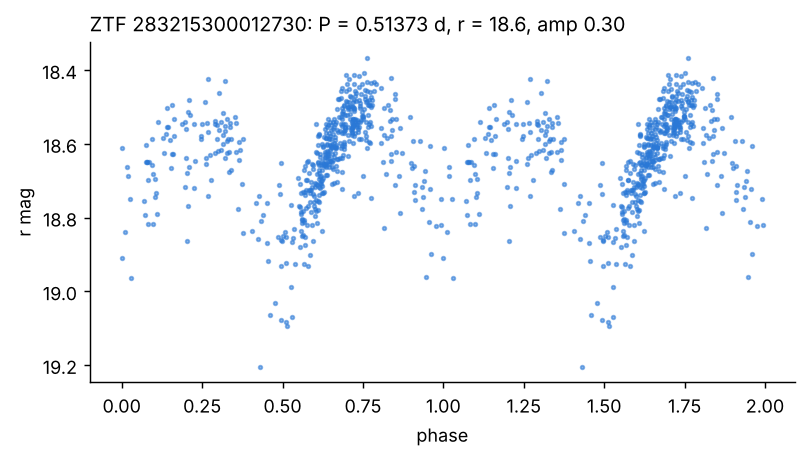 ZTF 283215300012730: P = 0.51373 d, r = 18.6, amp 0.30
18.4
18.6
18.8
19.0
19.2
r mag
0.00 0.25 0.50 0.75 1.00 1.25 1.50 1.75 2.00
phase